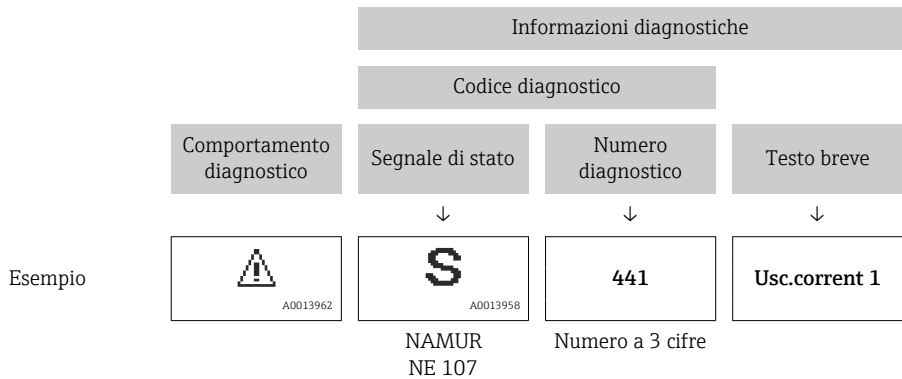 Informazioni diagnostiche
Codice diagnostico
Comportamento
diagnostico
Segnale di stato
Numero
diagnostico
Testo breve
↓ ↓ ↓
Esempio
A0013962
S
A0013958
441
Usc.corrent 1
NAMUR
NE 107
Numero a 3 cifre